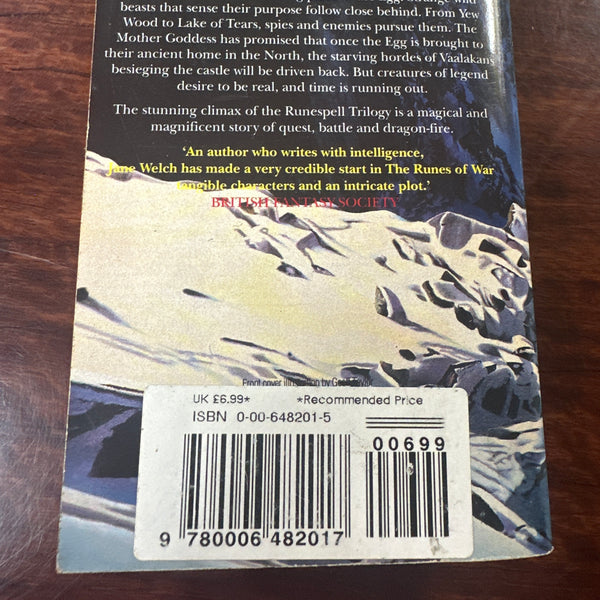 beasts that sense their purpose follow close behind. From Yew
Wood to Lake of Tears, spies and enemies pursue them. The
Mother Goddess has promised that once the Egg is brought to
their ancient home in the North, the starving hordes of Vaalakans
besieging the castle will be driven back. But creatures of legend
desire to be real, and time is running out.
The stunning climax of the Runespell Trilogy is a magical and
magnificent story of quest, battle and dragon-fire.
‘An author who writes with intelligence,
Jane Welch has made a very credible start in The Runes of War
tangible characters and an intricate plot.’
BRITISH FANTASY SOCIETY
Front cover illustration by
UK £6.99* *Recommended Price
ISBN 0-00-648201-5
00699
9 780006 482017